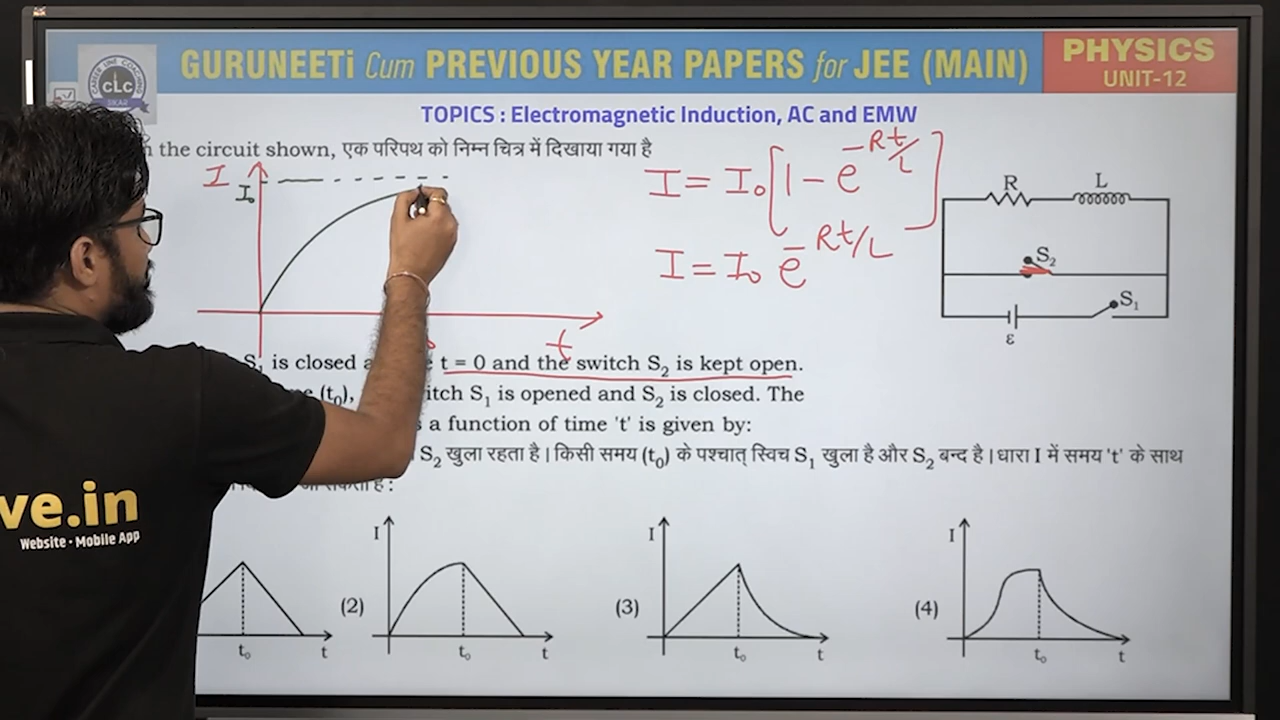 GURUNEETi Cum PREVIOUS YEAR PAPERS for JEE (MAIN)
PHYSICS
UNIT-12
CLC
SIKAR
TOPICS : Electromagnetic Induction, AC and EMW
the circuit shown, एक परिपथ को निम्न चित्र में दिखाया गया है
I
I₀
t
I = I₀[1 - e^-Rt/L]
I = I₀ e^-Rt/L
R L
S₂
S₁
ε
S₁ is closed t = 0 and the switch S₂ is kept open.
(t₀), S₁ is opened and S₂ is closed. The
a function of time 't' is given by:
S₂ खुला रहता है। किसी समय (t₀) के पश्चात् स्विच S₁ खुला है और S₂ बन्द है। धारा I में समय 't' के साथ
t₀ t
(2) I t₀ t
(3) I t₀ t
(4) I t₀ t
ve.in
Website · Mobile App